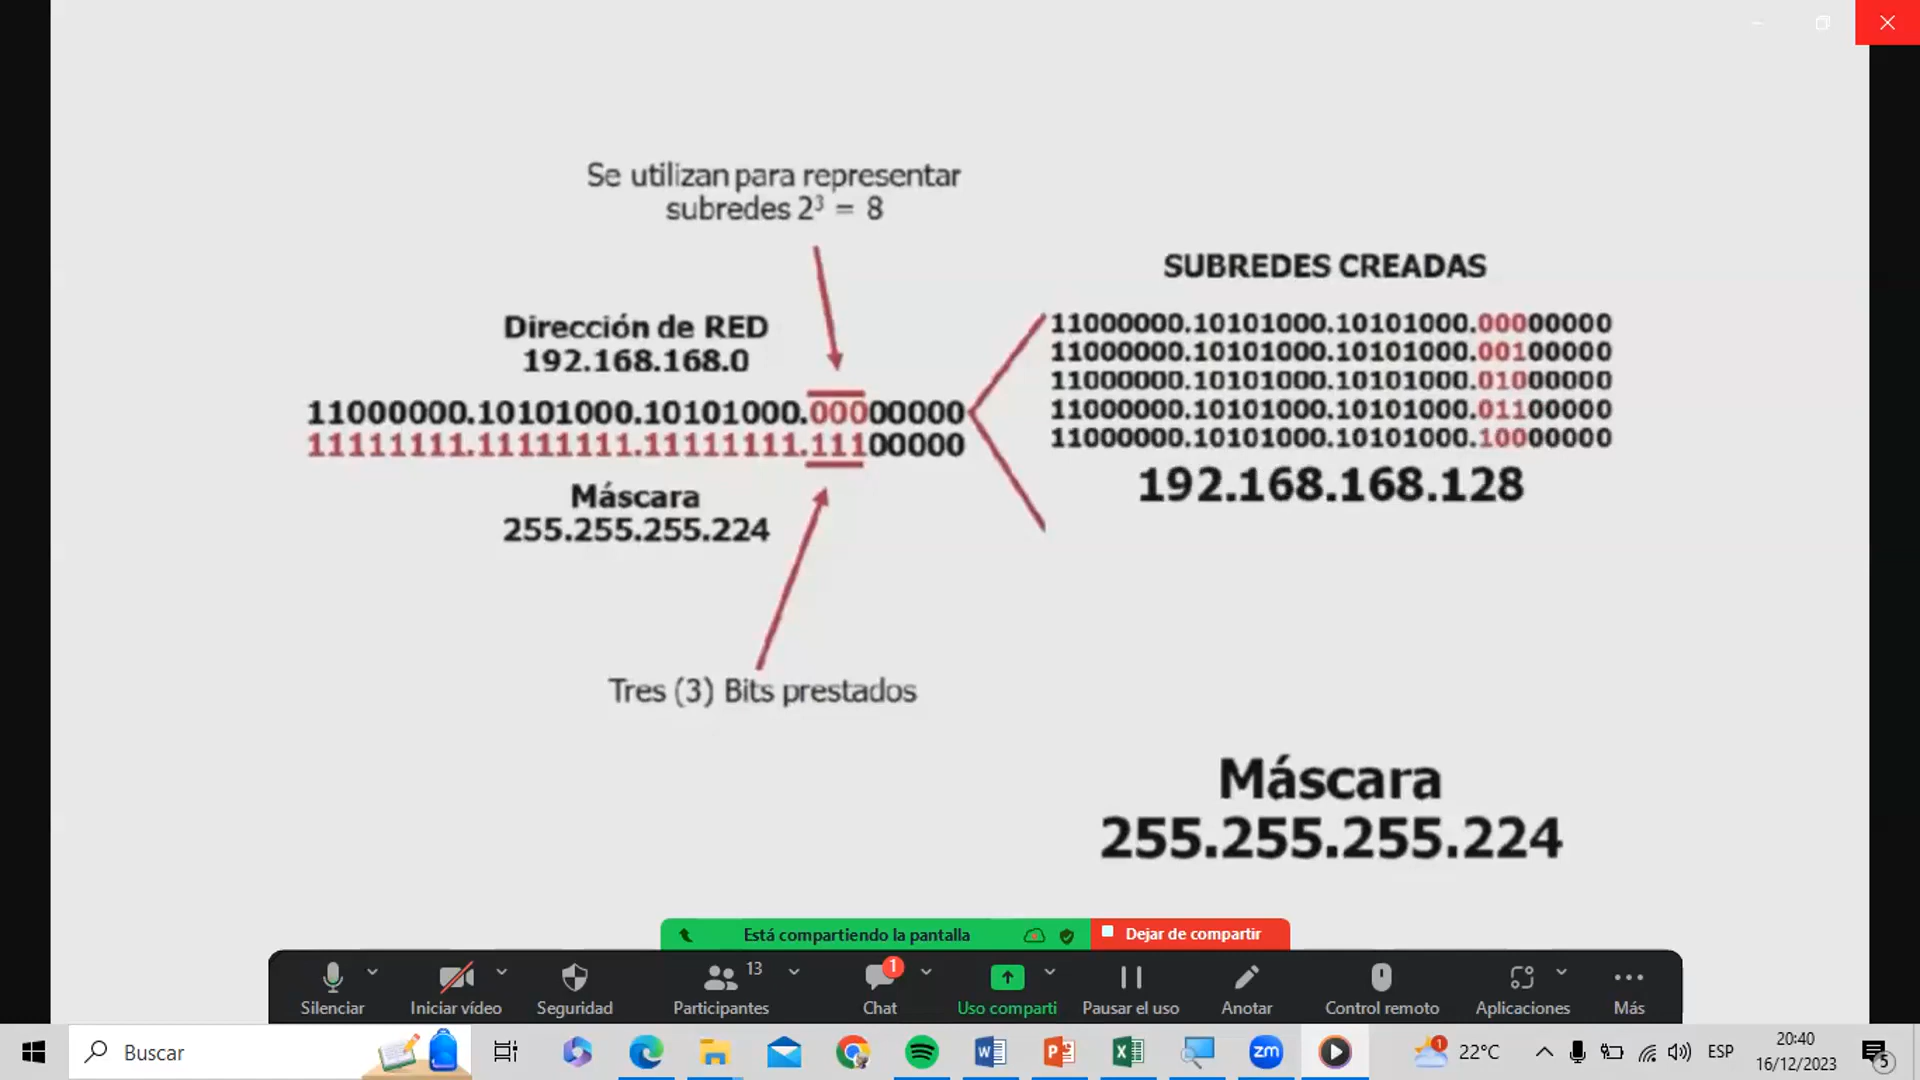 Se utilizan para representar
subredes 2³ = 8
SUBREDES CREADAS
Dirección de RED
192.168.168.0
11000000.10101000.10101000.00000000
11111111.11111111.11111111.11100000
Máscara
255.255.255.224
Tres (3) Bits prestados
11000000.10101000.10101000.00000000
11000000.10101000.10101000.00100000
11000000.10101000.10101000.01000000
11000000.10101000.10101000.01100000
11000000.10101000.10101000.10000000
192.168.168.128
Máscara
255.255.255.224
Está compartiendo la pantalla
Dejar de compartir
Silenciar
Iniciar vídeo
Seguridad
Participantes
13
Chat
1
Uso comparti
Pausar el uso
Anotar
Control remoto
Aplicaciones
Más
Buscar
zm
1
22°C
ESP
20:40
16/12/2023
5